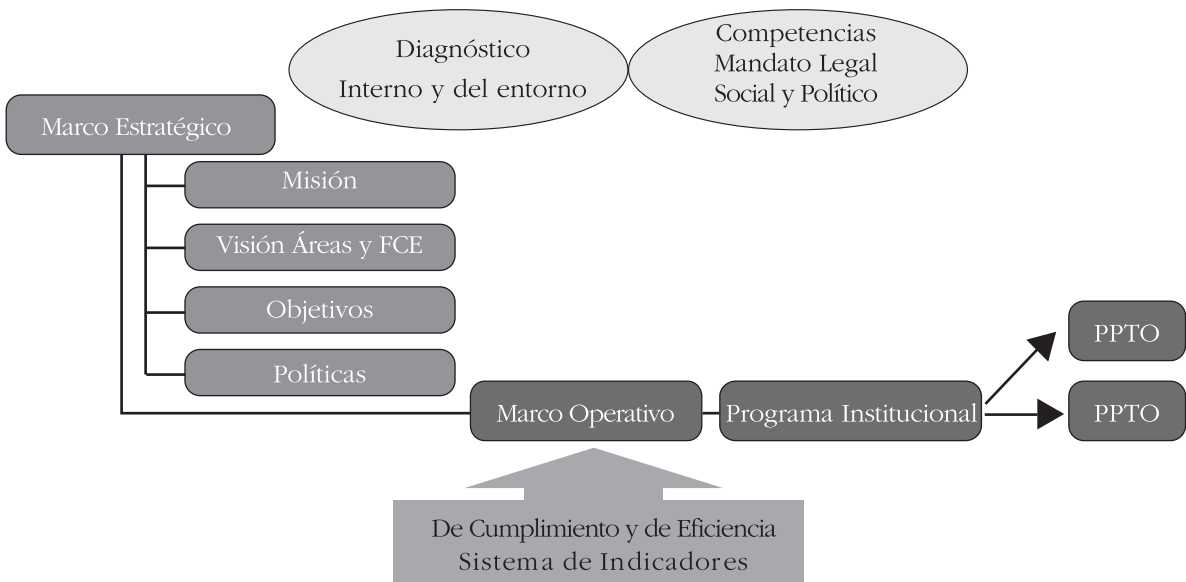 Diagnóstico
Interno y del entorno
Competencias
Mandato Legal
Social y Político
Marco Estratégico
Misión
Visión Áreas y FCE
Objetivos
Políticas
Marco Operativo
Programa Institucional
PPTO
PPTO
De Cumplimiento y de Eficiencia
Sistema de Indicadores